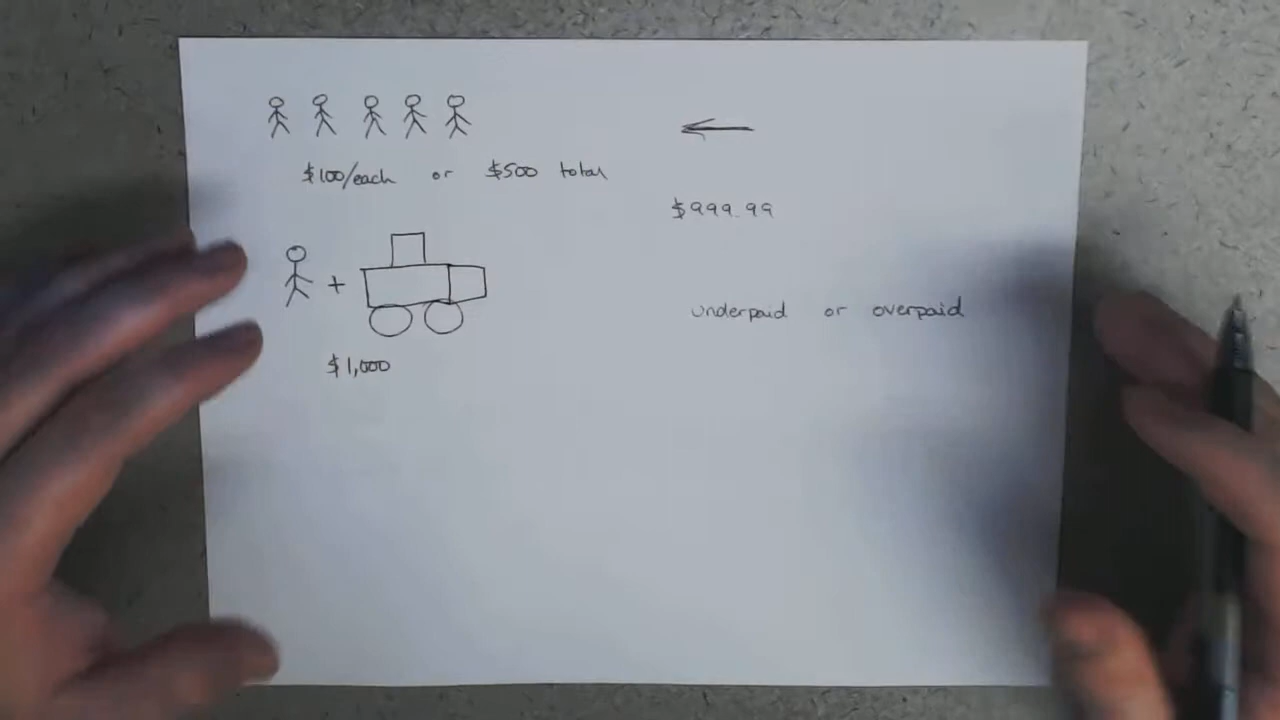 $100/each or $500 total
$999.99
+
$1,000
underpaid or overpaid